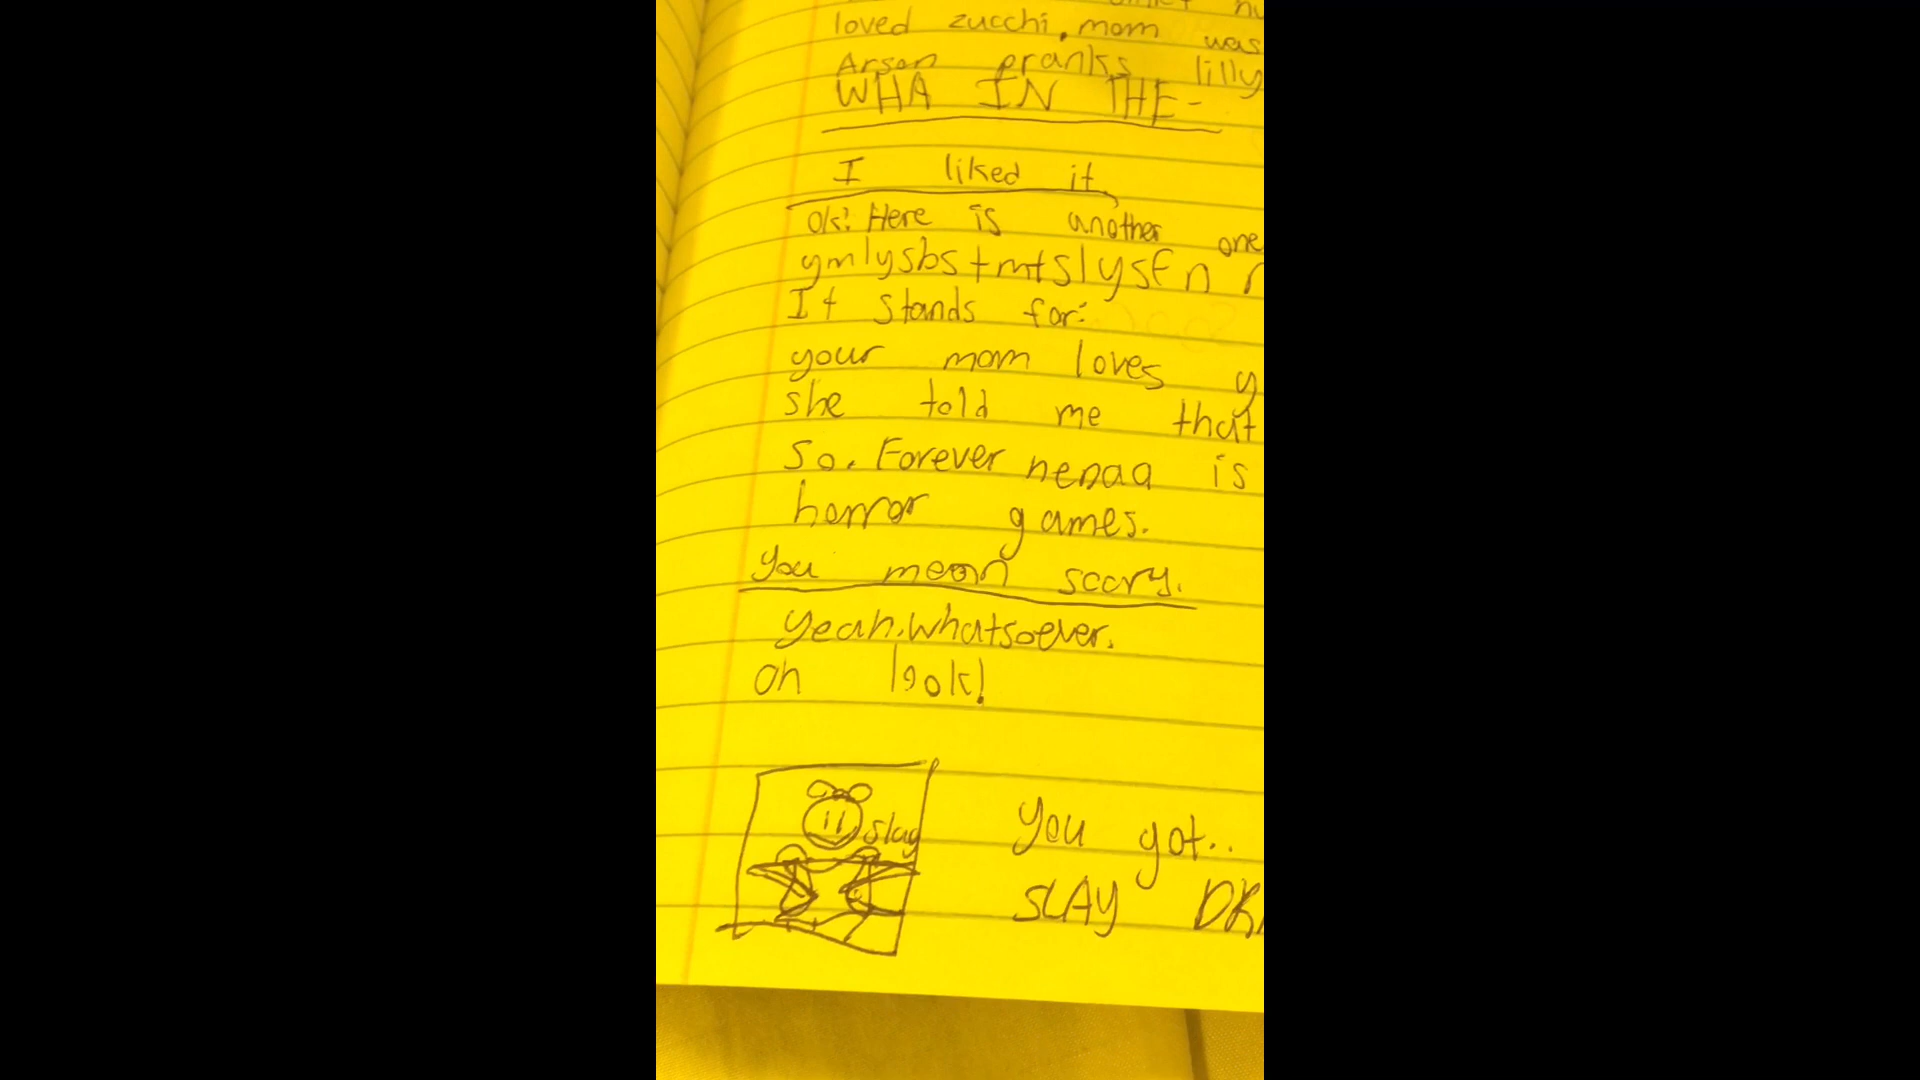 loved zucchi, mom was
Arson pranks lilly
WHA IN THE-
I liked it
Ok! Here is another one
ymlysbs+mtslysfn
It stands for:
your mom loves y
she told me that
so. Forever nenaa is
horror games.
you mean scary.
yeah. whatsoever.
oh look!
slay
you got..
SLAY